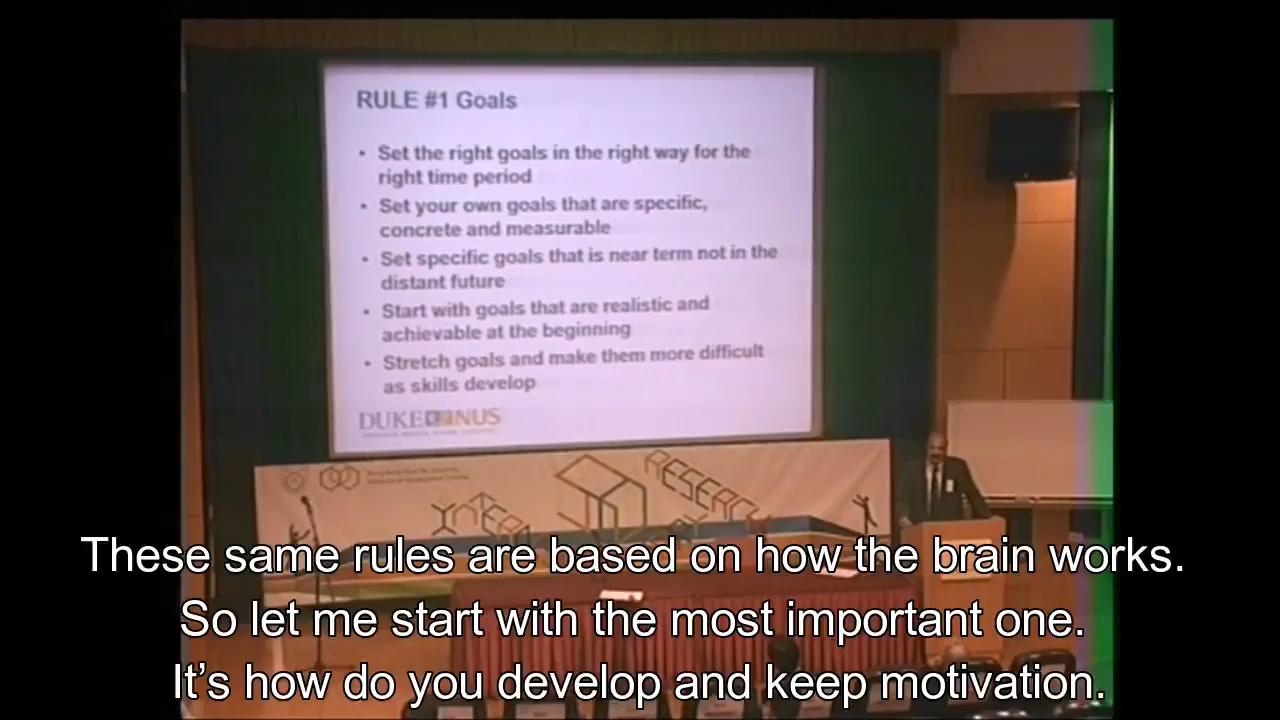 RULE #1 Goals
• Set the right goals in the right way for the
right time period
• Set your own goals that are specific,
concrete and measurable
• Set specific goals that is near term not in the
distant future
• Start with goals that are realistic and
achievable at the beginning
• Stretch goals and make them more difficult
as skills develop
DUKE NUS
RESEARCH
INTERN
These same rules are based on how the brain works.
So let me start with the most important one.
It’s how do you develop and keep motivation.